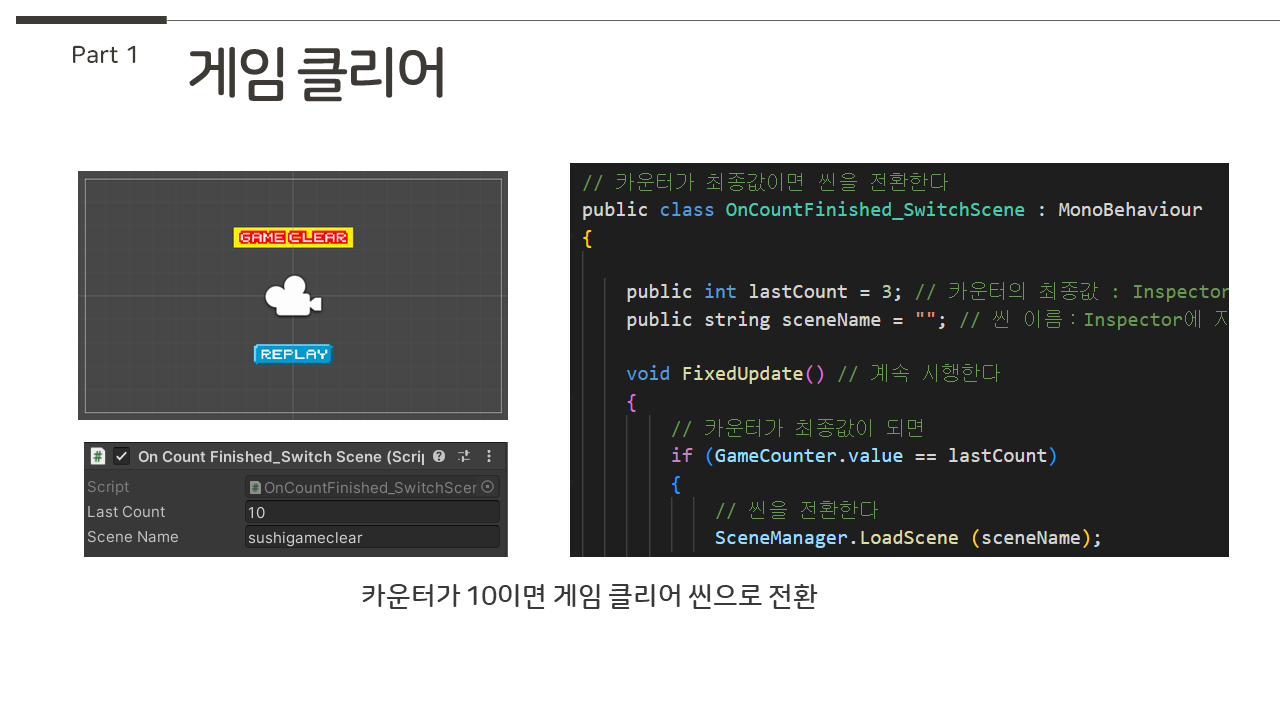 Part 1
게임 클리어
GAME CLEAR
REPLAY
On Count Finished_Switch Scene (Scrip
Script
OnCountFinished_SwitchScer
Last Count
10
Scene Name
sushigameclear
// 카운터가 최종값이면 씬을 전환한다
public class OnCountFinished_SwitchScene : MonoBehaviour
{
public int lastCount = 3; // 카운터의 최종값 : Inspector
public string sceneName = ""; // 씬 이름：Inspector에 지
void FixedUpdate() // 계속 시행한다
{
// 카운터가 최종값이 되면
if (GameCounter.value == lastCount)
{
// 씬을 전환한다
SceneManager.LoadScene (sceneName);
카운터가 10이면 게임 클리어 씬으로 전환